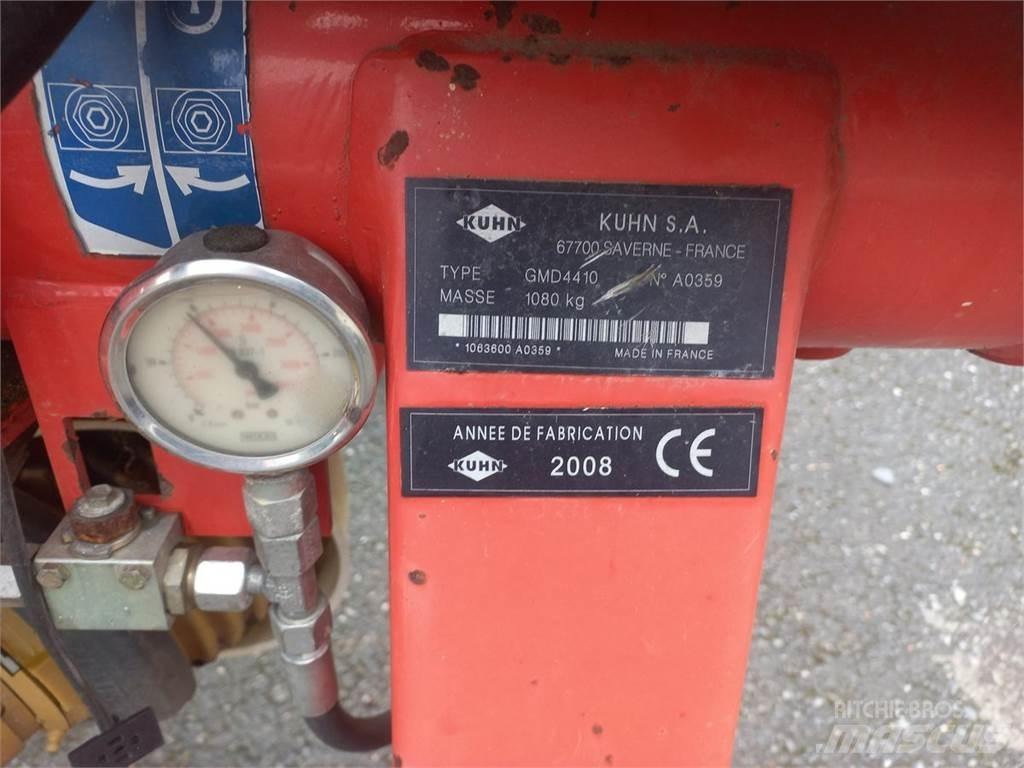 KUHN
KUHN S.A.
67700 SAVERNE - FRANCE
TYPE GMD4410 N° A0359
MASSE 1080 kg
* 1063600 A0359 *
MADE IN FRANCE
ANNEE DE FABRICATION
KUHN
2008
CE
RITCHIE BROS.
MASCUS